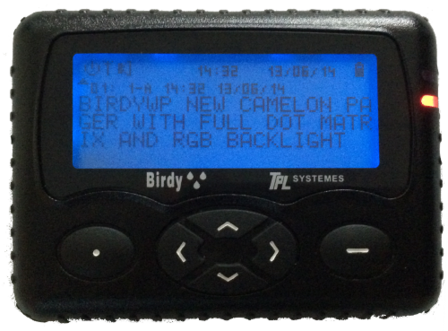 14:32 13/06/14
01: 1-A 14:32 13/06/14
BIRDYWP NEW CAMELON PA
GER WITH FULL DOT MATR
IX AND RGB BACKLIGHT
Birdy TPL SYSTEMES